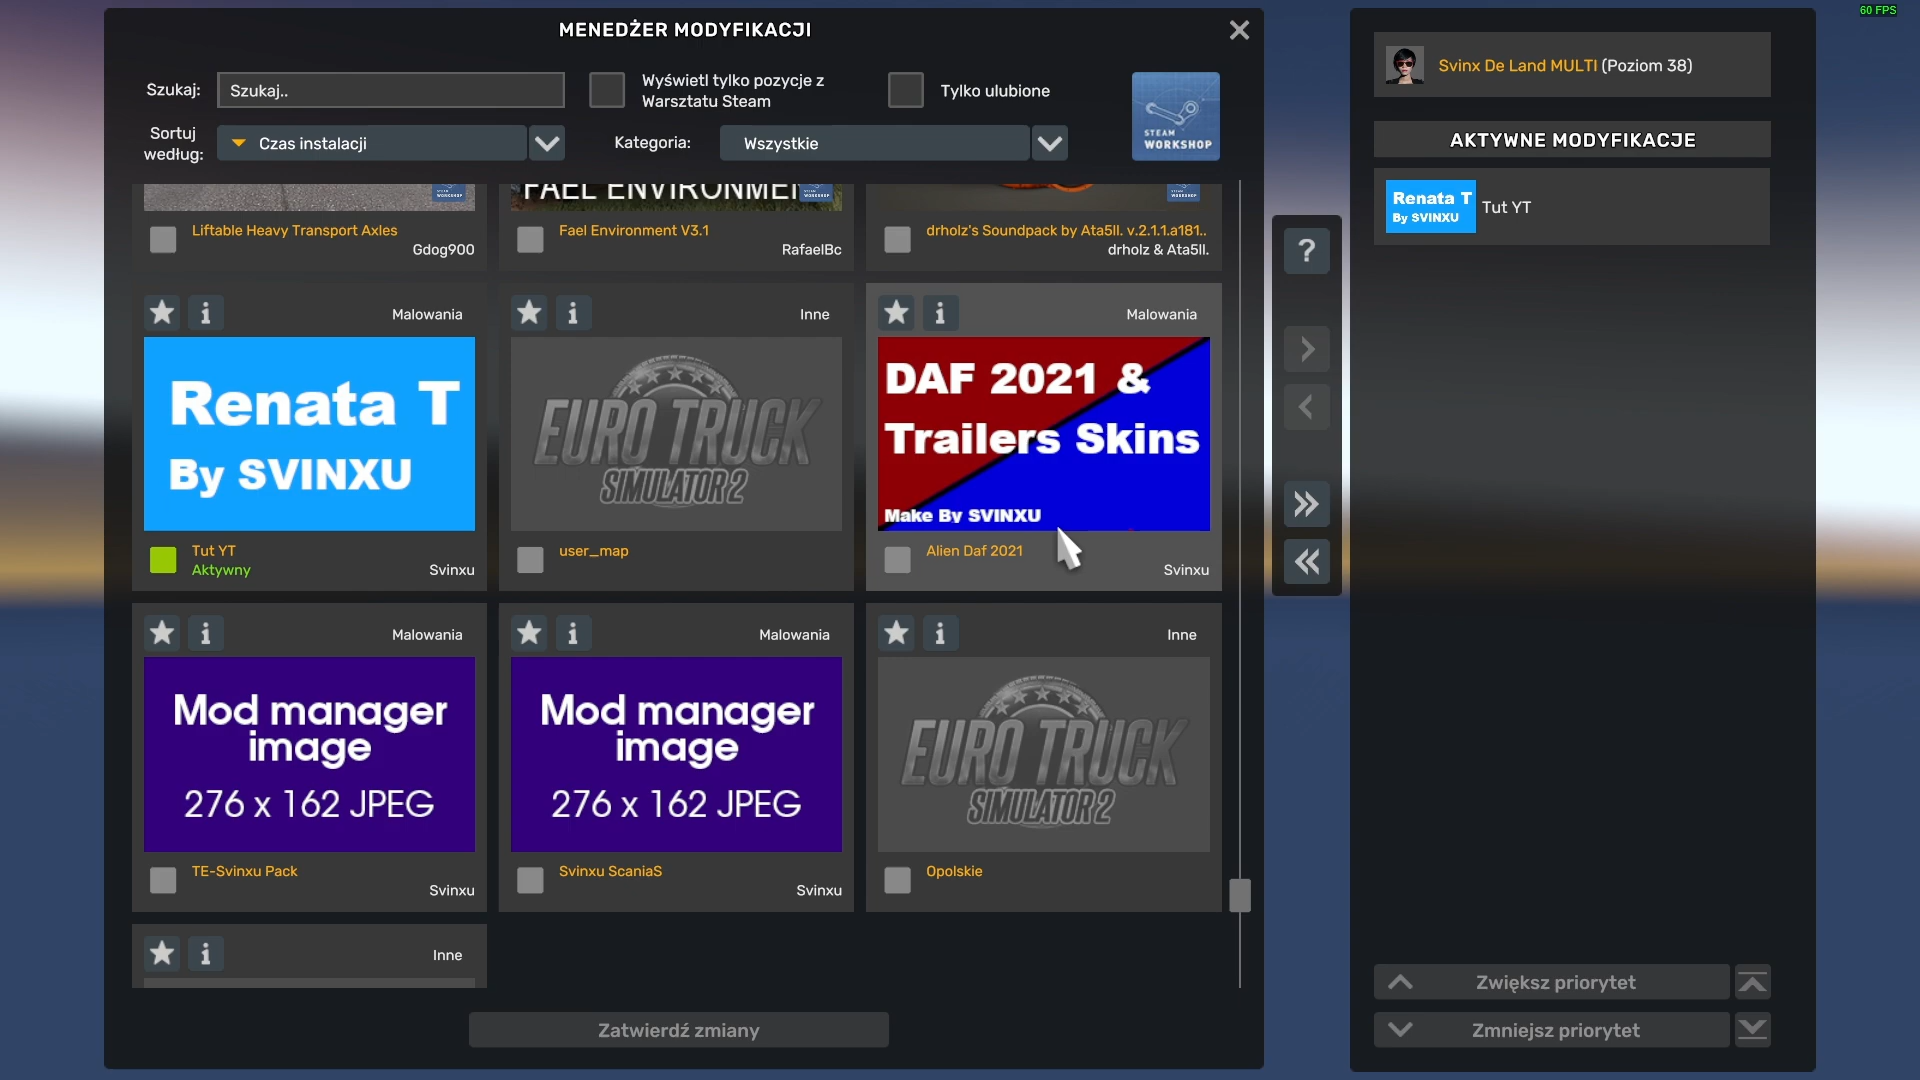 60 FPS
MENEDŻER MODYFIKACJI
Szukaj:
Szukaj..
Wyświetl tylko pozycje z
Warsztatu Steam
Tylko ulubione
STEAM
WORKSHOP
Sortuj
według:
Czas instalacji
Kategoria:
Wszystkie
FAEL ENVIRONME
Liftable Heavy Transport Axles
Gdog900
Fael Environment V3.1
RafaelBc
drholz's Soundpack by Ata5ll. v.2.1.1.a181..
drholz & Ata5ll.
Malowania
Renata T
By SVINXU
Tut YT
Aktywny
Svinxu
Inne
EURO TRUCK
SIMULATOR 2
user_map
Malowania
DAF 2021 &
Trailers Skins
Make By SVINXU
Alien Daf 2021
Svinxu
Malowania
Mod manager
image
276 x 162 JPEG
TE-Svinxu Pack
Svinxu
Malowania
Mod manager
image
276 x 162 JPEG
Svinxu ScaniaS
Svinxu
Inne
EURO TRUCK
SIMULATOR 2
Opolskie
Inne
Zatwierdź zmiany
?
Svinx De Land MULTI (Poziom 38)
AKTYWNE MODYFIKACJE
Renata T
By SVINXU
Tut YT
Zwiększ priorytet
Zmniejsz priorytet